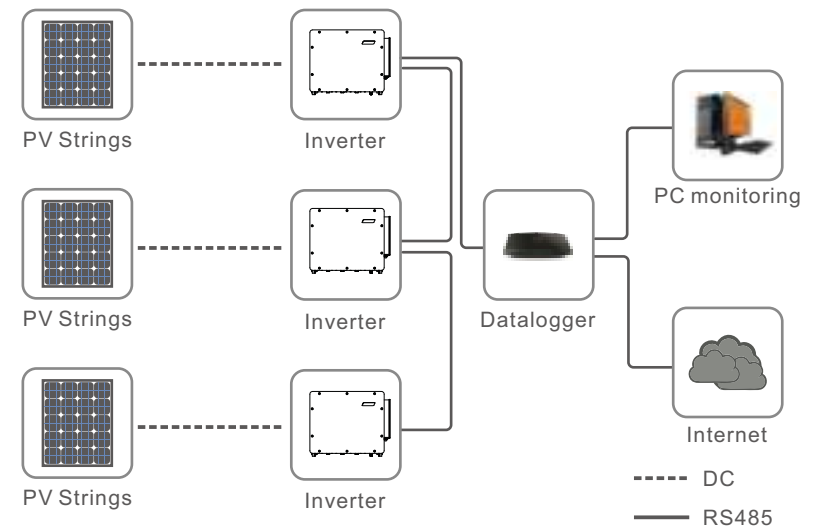 PV Strings
Inverter
PC monitoring
PV Strings
Inverter
Datalogger
Internet
PV Strings
Inverter
DC
RS485